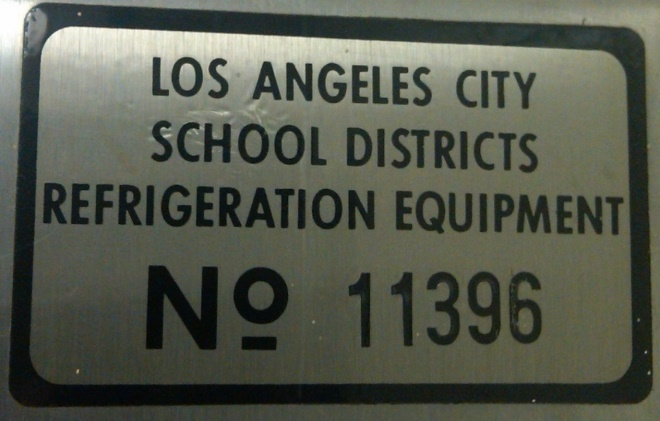 LOS ANGELES CITY
SCHOOL DISTRICTS
REFRIGERATION EQUIPMENT
Nº 11396